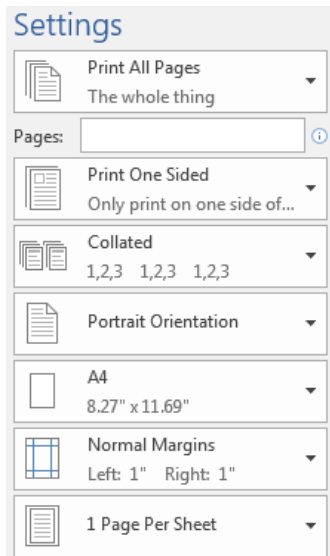 Settings
Print All Pages
The whole thing
Pages:
Print One Sided
Only print on one side of...
Collated
1,2,3 1,2,3 1,2,3
Portrait Orientation
A4
8.27" x 11.69"
Normal Margins
Left: 1" Right: 1"
1 Page Per Sheet